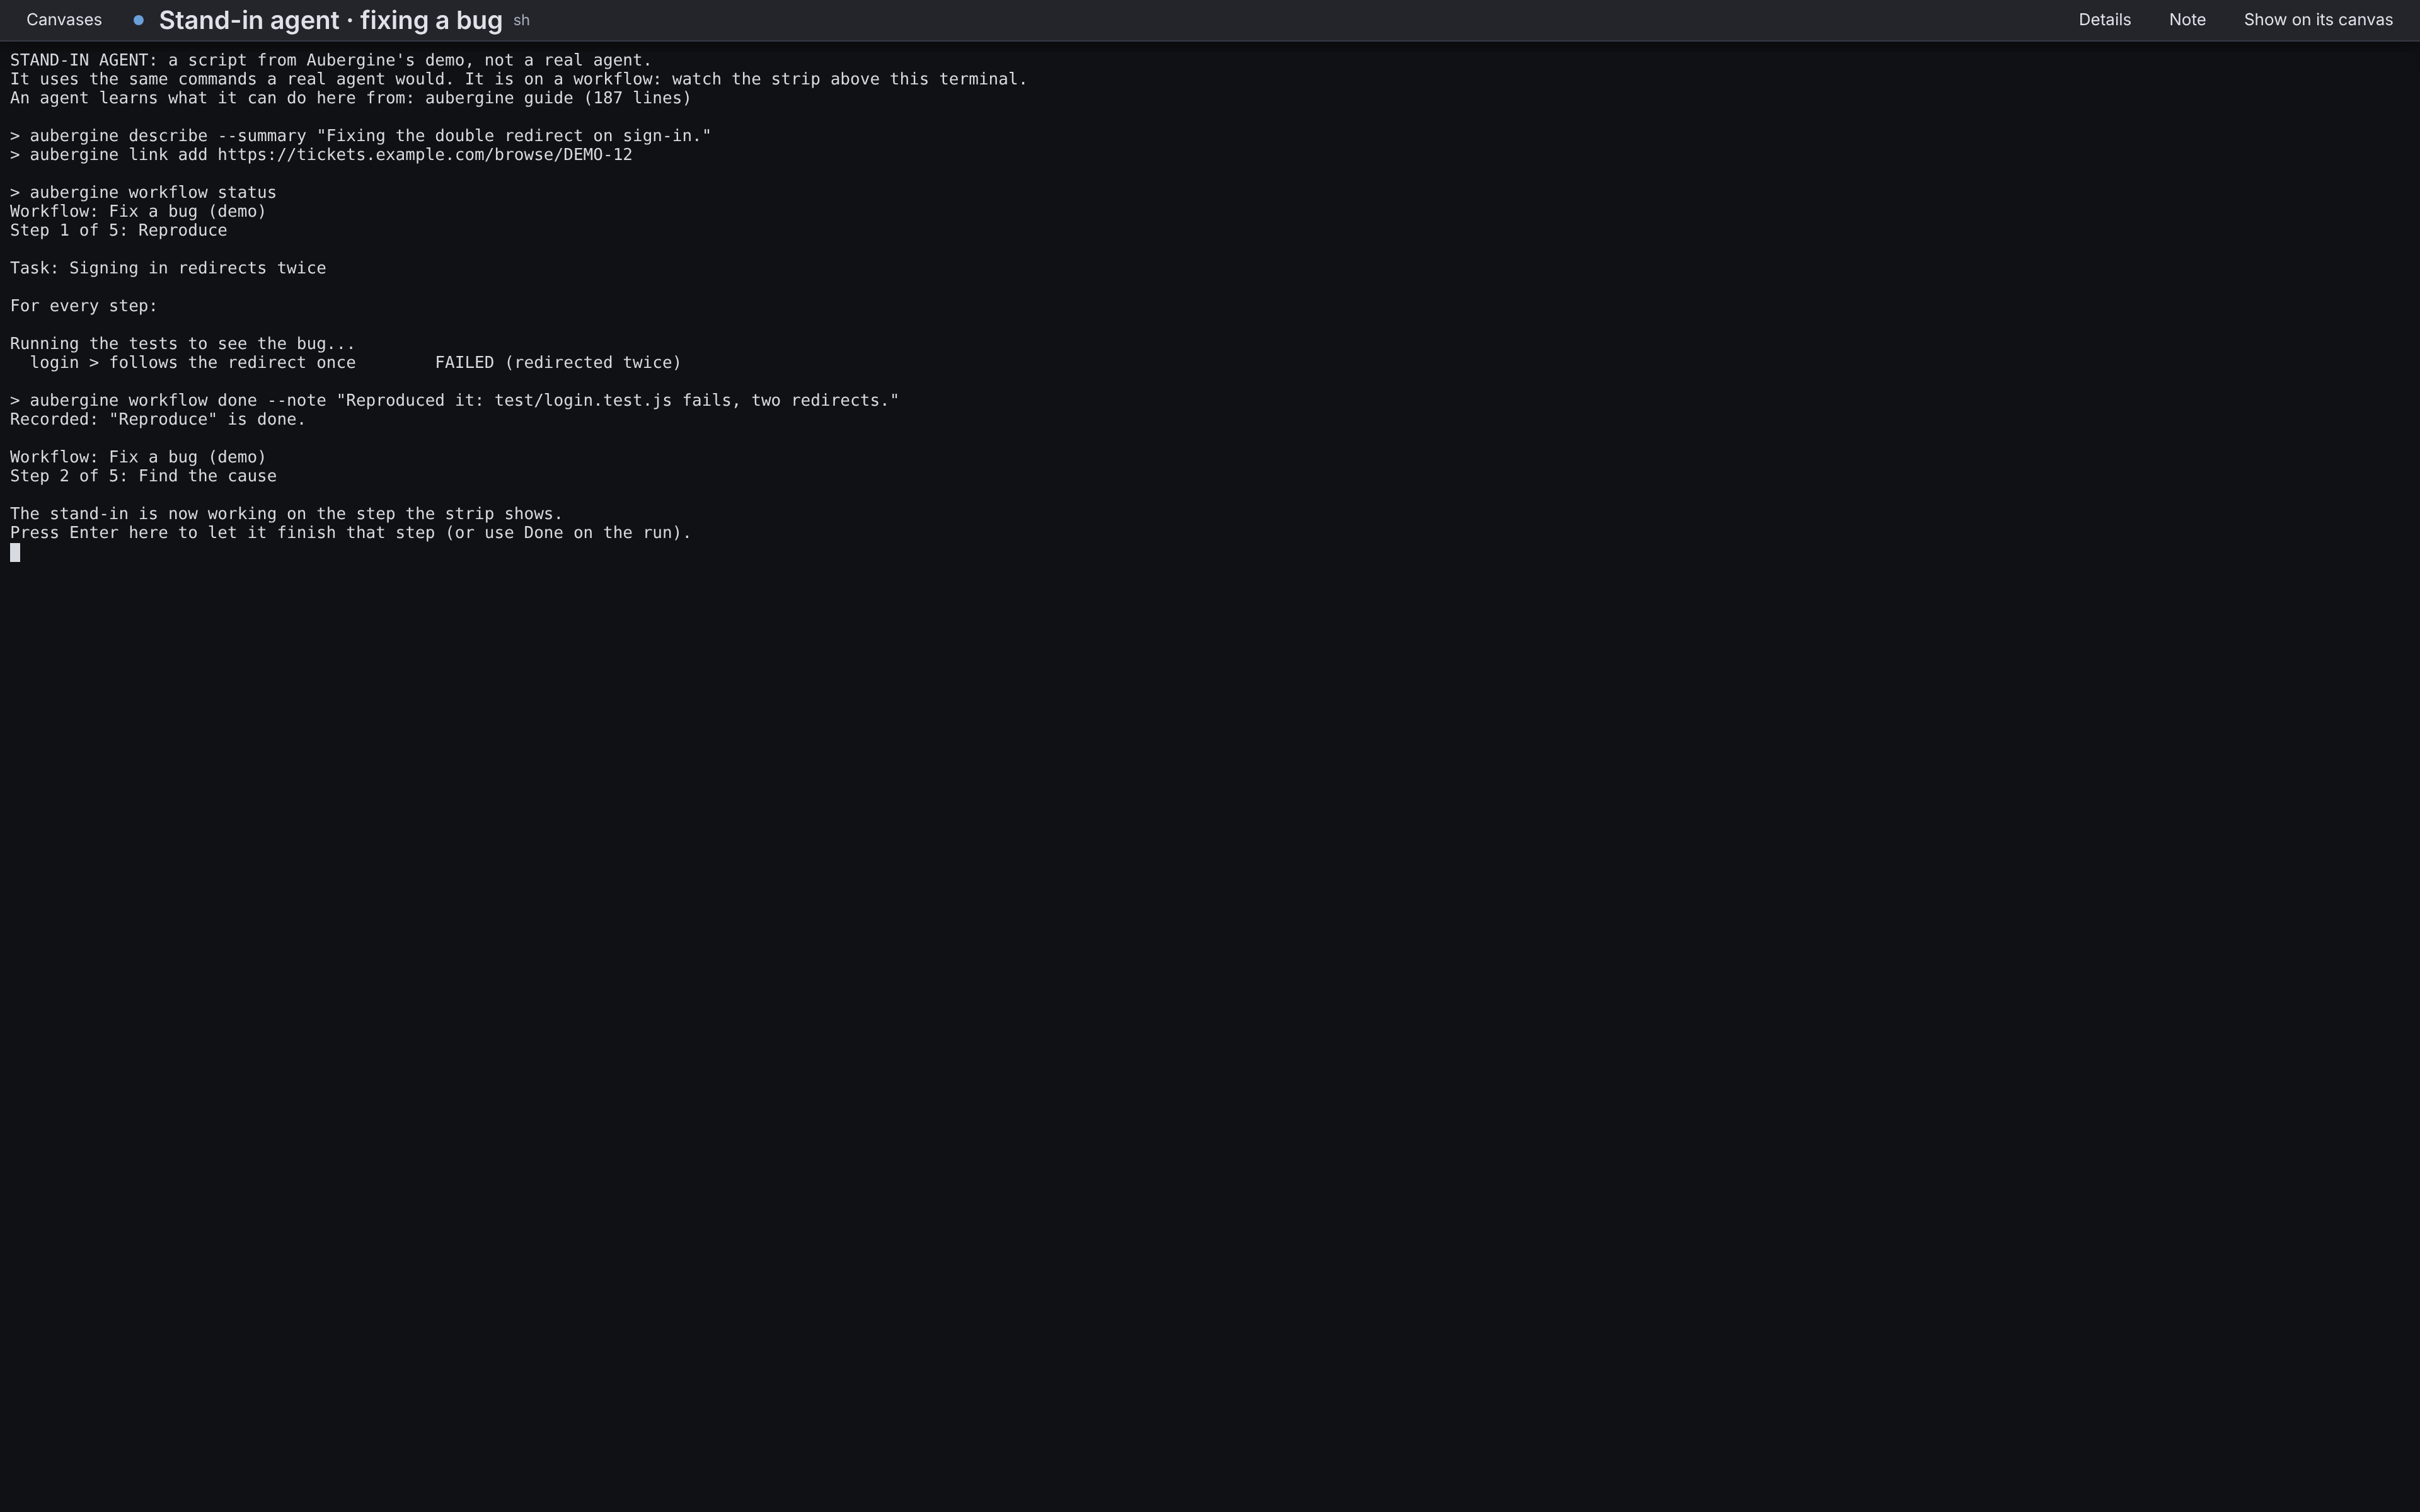 Canvases Stand-in agent · fixing a bug sh Details Note Show on its canvas
STAND-IN AGENT: a script from Aubergine's demo, not a real agent.
It uses the same commands a real agent would. It is on a workflow: watch the strip above this terminal.
An agent learns what it can do here from: aubergine guide (187 lines)
> aubergine describe --summary "Fixing the double redirect on sign-in."
> aubergine link add https://tickets.example.com/browse/DEMO-12
> aubergine workflow status
Workflow: Fix a bug (demo)
Step 1 of 5: Reproduce
Task: Signing in redirects twice
For every step:
Running the tests to see the bug...
login > follows the redirect once FAILED (redirected twice)
> aubergine workflow done --note "Reproduced it: test/login.test.js fails, two redirects."
Recorded: "Reproduce" is done.
Workflow: Fix a bug (demo)
Step 2 of 5: Find the cause
The stand-in is now working on the step the strip shows.
Press Enter here to let it finish that step (or use Done on the run).